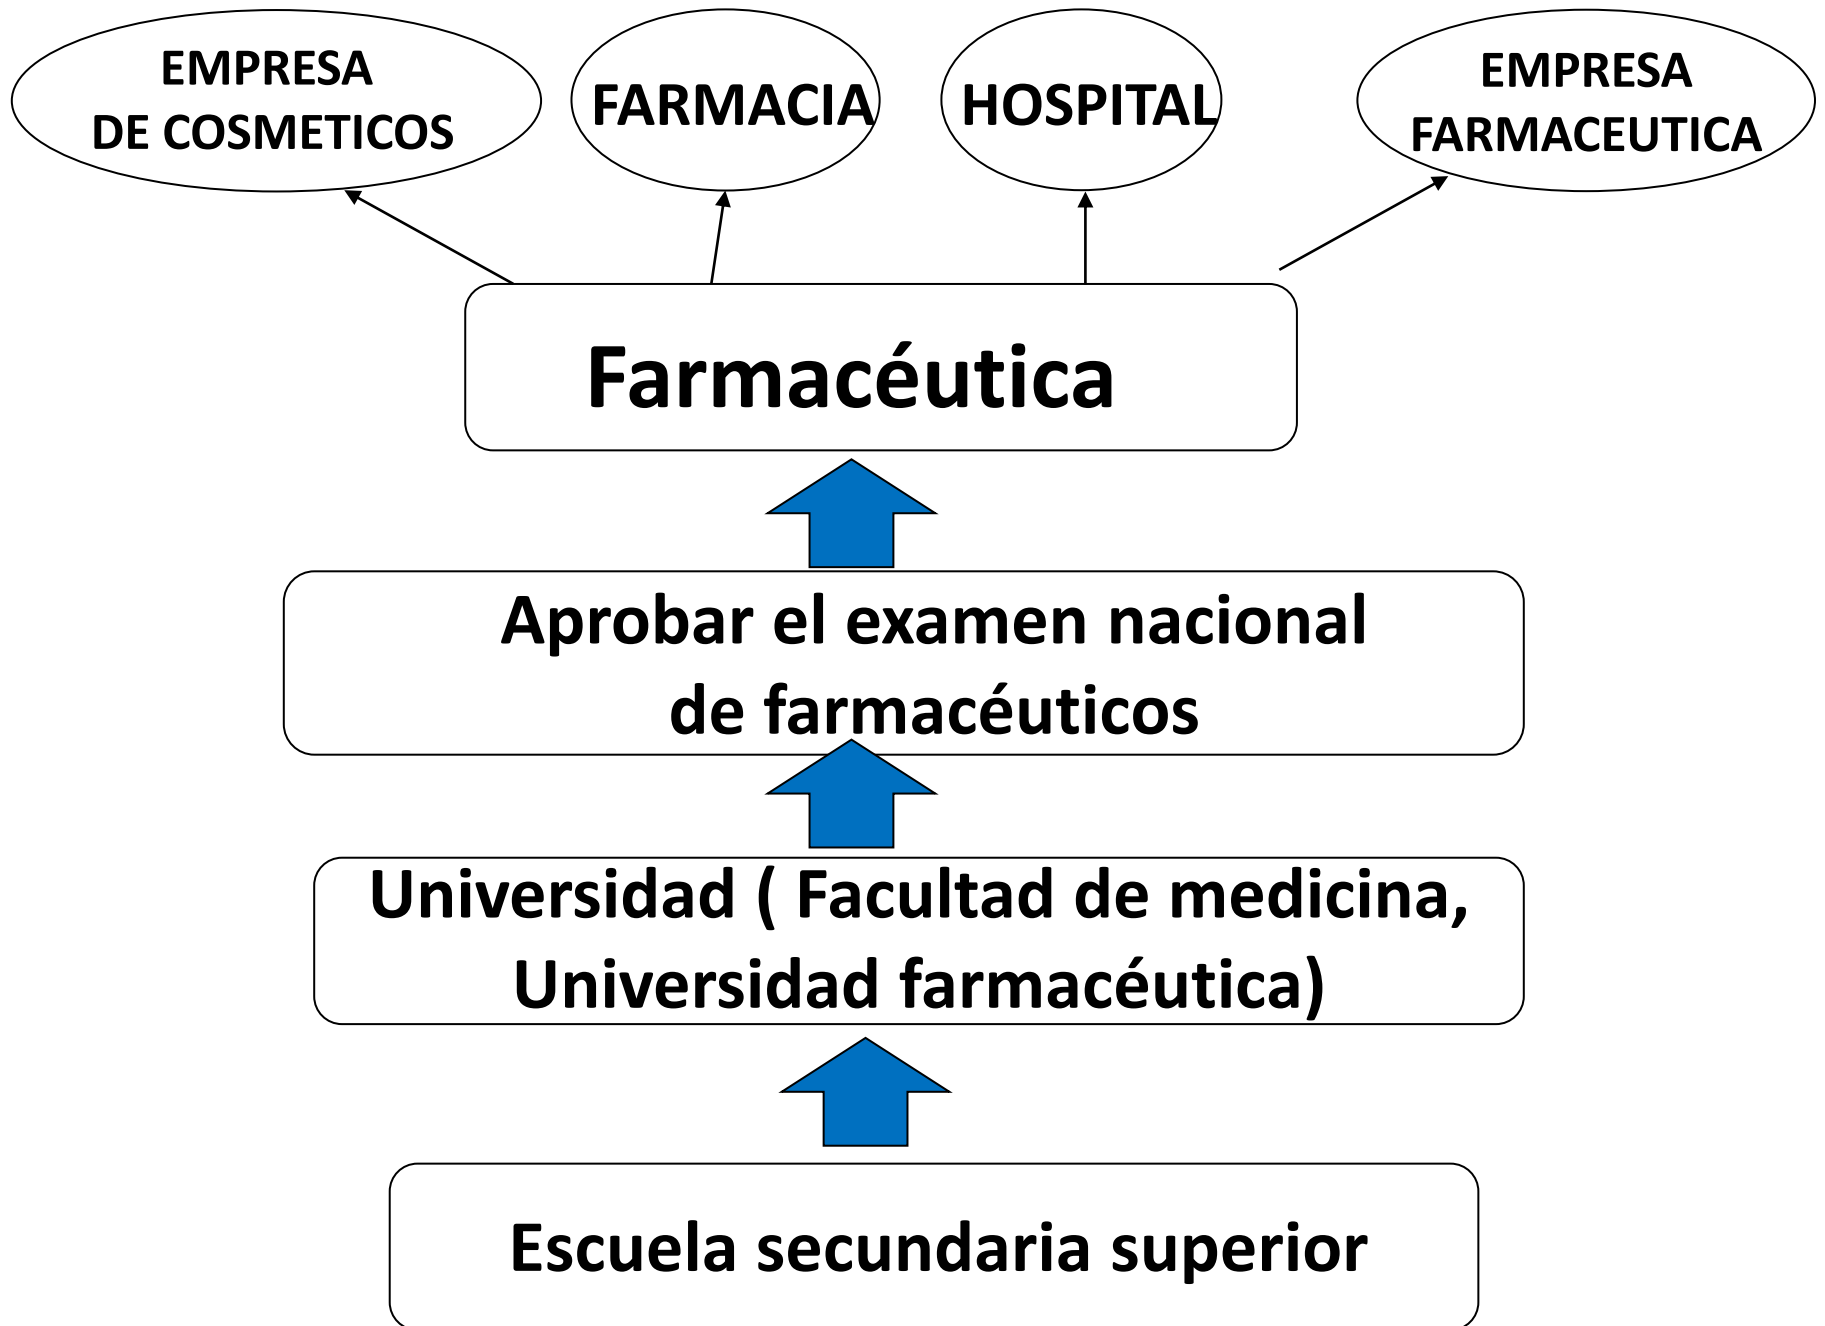 EMPRESA
DE COSMETICOS
FARMACIA
HOSPITAL
EMPRESA
FARMACEUTICA
Farmacéutica
Aprobar el examen nacional
de farmacéuticos
Universidad ( Facultad de medicina,
Universidad farmacéutica)
Escuela secundaria superior